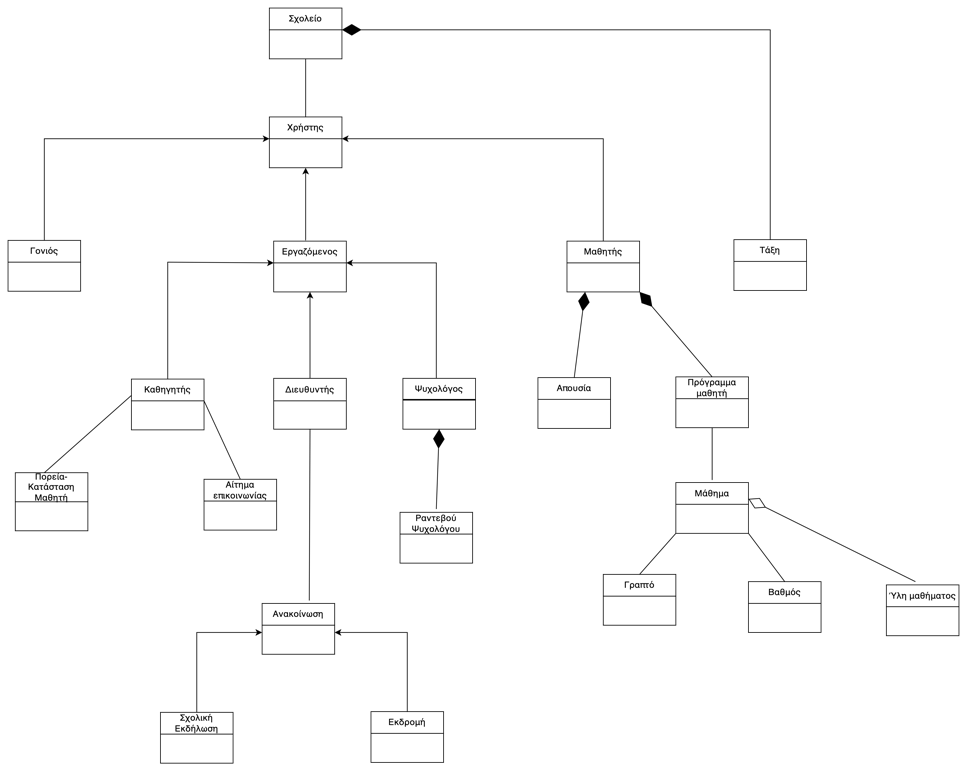 Σχολείο
Χρήστης
Γονιός
Εργαζόμενος
Μαθητής
Τάξη
Καθηγητής
Διευθυντής
Ψυχολόγος
Απουσία
Πρόγραμμα
μαθητή
Πορεία-
Κατάσταση
Μαθητή
Αίτημα
επικοινωνίας
Ραντεβού
Ψυχολόγου
Μάθημα
Γραπτό
Βαθμός
Ύλη μαθήματος
Ανακοίνωση
Σχολική
Εκδήλωση
Εκδρομή